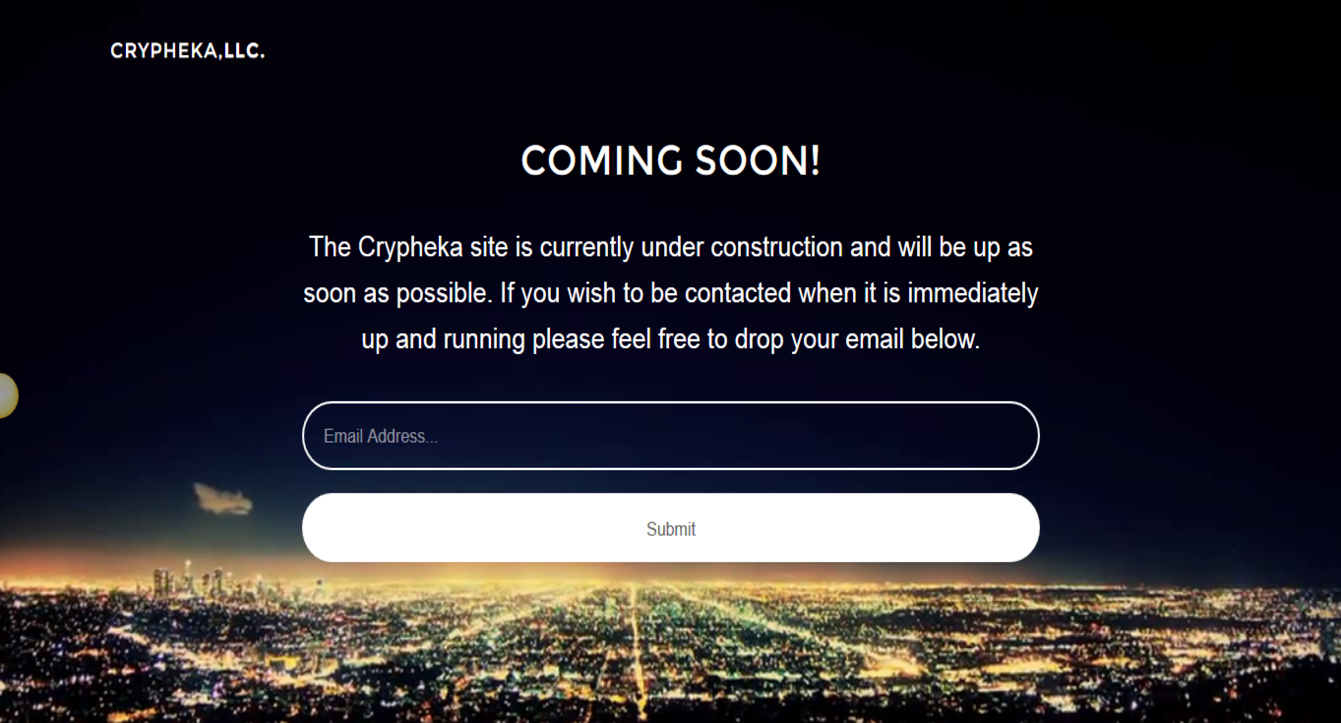 CRYPHEKA,LLC.
COMING SOON!
The Crypheka site is currently under construction and will be up as
soon as possible. If you wish to be contacted when it is immediately
up and running please feel free to drop your email below.
Email Address...
Submit